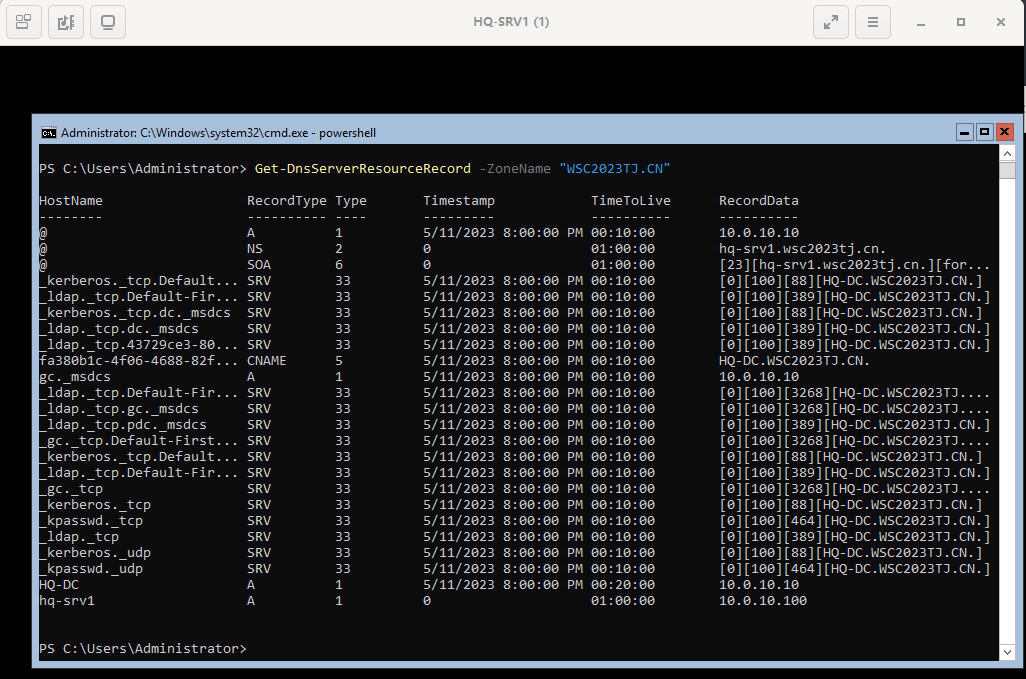 HQ-SRV1 (1)
Administrator: C:\Windows\system32\cmd.exe - powershell
PS C:\Users\Administrator> Get-DnsServerResourceRecord -ZoneName "WSC2023TJ.CN"
HostName RecordType Type Timestamp TimeToLive RecordData
-------- ---------- ---- --------- ---------- ----------
@ A 1 5/11/2023 8:00:00 PM 00:10:00 10.0.10.10
@ NS 2 0 01:00:00 hq-srv1.wsc2023tj.cn.
@ SOA 6 0 01:00:00 [23][hq-srv1.wsc2023tj.cn.][for...
_kerberos._tcp.Default... SRV 33 5/11/2023 8:00:00 PM 00:10:00 [0][100][88][HQ-DC.WSC2023TJ.CN.]
_ldap._tcp.Default-Fir... SRV 33 5/11/2023 8:00:00 PM 00:10:00 [0][100][389][HQ-DC.WSC2023TJ.CN.]
_kerberos._tcp.dc._msdcs SRV 33 5/11/2023 8:00:00 PM 00:10:00 [0][100][88][HQ-DC.WSC2023TJ.CN.]
_ldap._tcp.dc._msdcs SRV 33 5/11/2023 8:00:00 PM 00:10:00 [0][100][389][HQ-DC.WSC2023TJ.CN.]
_ldap._tcp.43729ce3-80... SRV 33 5/11/2023 8:00:00 PM 00:10:00 [0][100][389][HQ-DC.WSC2023TJ.CN.]
fa380b1c-4f06-4688-82f... CNAME 5 5/11/2023 8:00:00 PM 00:10:00 HQ-DC.WSC2023TJ.CN.
gc._msdcs A 1 5/11/2023 8:00:00 PM 00:10:00 10.0.10.10
_ldap._tcp.Default-Fir... SRV 33 5/11/2023 8:00:00 PM 00:10:00 [0][100][3268][HQ-DC.WSC2023TJ....
_ldap._tcp.gc._msdcs SRV 33 5/11/2023 8:00:00 PM 00:10:00 [0][100][3268][HQ-DC.WSC2023TJ....
_ldap._tcp.pdc._msdcs SRV 33 5/11/2023 8:00:00 PM 00:10:00 [0][100][389][HQ-DC.WSC2023TJ.CN.]
_gc._tcp.Default-First... SRV 33 5/11/2023 8:00:00 PM 00:10:00 [0][100][3268][HQ-DC.WSC2023TJ....
_kerberos._tcp.Default... SRV 33 5/11/2023 8:00:00 PM 00:10:00 [0][100][88][HQ-DC.WSC2023TJ.CN.]
_ldap._tcp.Default-Fir... SRV 33 5/11/2023 8:00:00 PM 00:10:00 [0][100][389][HQ-DC.WSC2023TJ.CN.]
_gc._tcp SRV 33 5/11/2023 8:00:00 PM 00:10:00 [0][100][3268][HQ-DC.WSC2023TJ....
_kerberos._tcp SRV 33 5/11/2023 8:00:00 PM 00:10:00 [0][100][88][HQ-DC.WSC2023TJ.CN.]
_kpasswd._tcp SRV 33 5/11/2023 8:00:00 PM 00:10:00 [0][100][464][HQ-DC.WSC2023TJ.CN.]
_ldap._tcp SRV 33 5/11/2023 8:00:00 PM 00:10:00 [0][100][389][HQ-DC.WSC2023TJ.CN.]
_kerberos._udp SRV 33 5/11/2023 8:00:00 PM 00:10:00 [0][100][88][HQ-DC.WSC2023TJ.CN.]
_kpasswd._udp SRV 33 5/11/2023 8:00:00 PM 00:10:00 [0][100][464][HQ-DC.WSC2023TJ.CN.]
HQ-DC A 1 5/11/2023 8:00:00 PM 00:20:00 10.0.10.10
hq-srv1 A 1 0 01:00:00 10.0.10.100
PS C:\Users\Administrator>